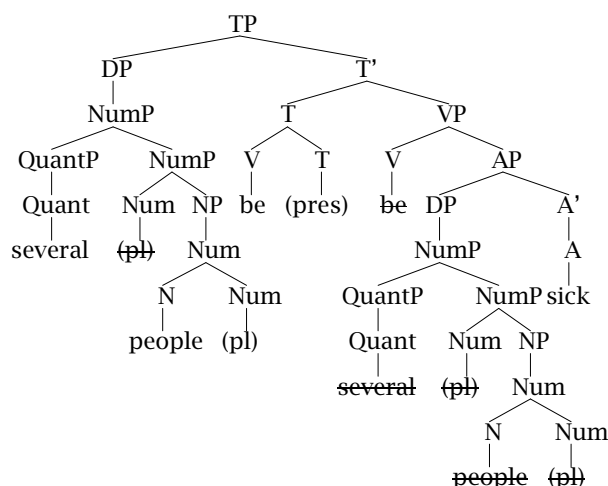 TP
DP T'
NumP T VP
QuantP NumP V T V AP
Quant Num NP be (pres) be DP A'
several (pl) Num NumP A
N Num QuantP NumP sick
people (pl) Quant Num NP
several (pl) Num
N Num
people (pl)